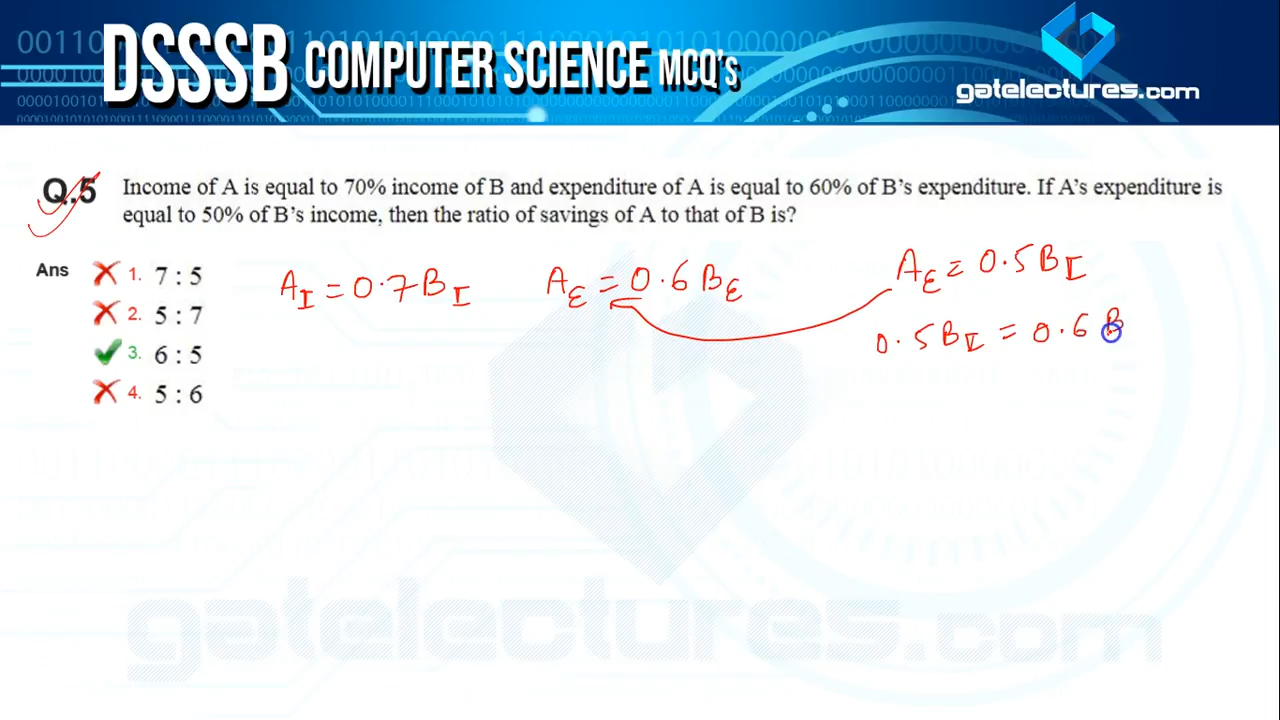 DSSSB COMPUTER SCIENCE MCQ's
gatelectures.com
Q.5 Income of A is equal to 70% income of B and expenditure of A is equal to 60% of B's expenditure. If A's expenditure is
equal to 50% of B's income, then the ratio of savings of A to that of B is?
Ans
1. 7 : 5
2. 5 : 7
3. 6 : 5
4. 5 : 6
A_I = 0.7 B_I
A_E = 0.6 B_E
A_E = 0.5 B_I
0.5 B_I = 0.6 B
gatelectures.com